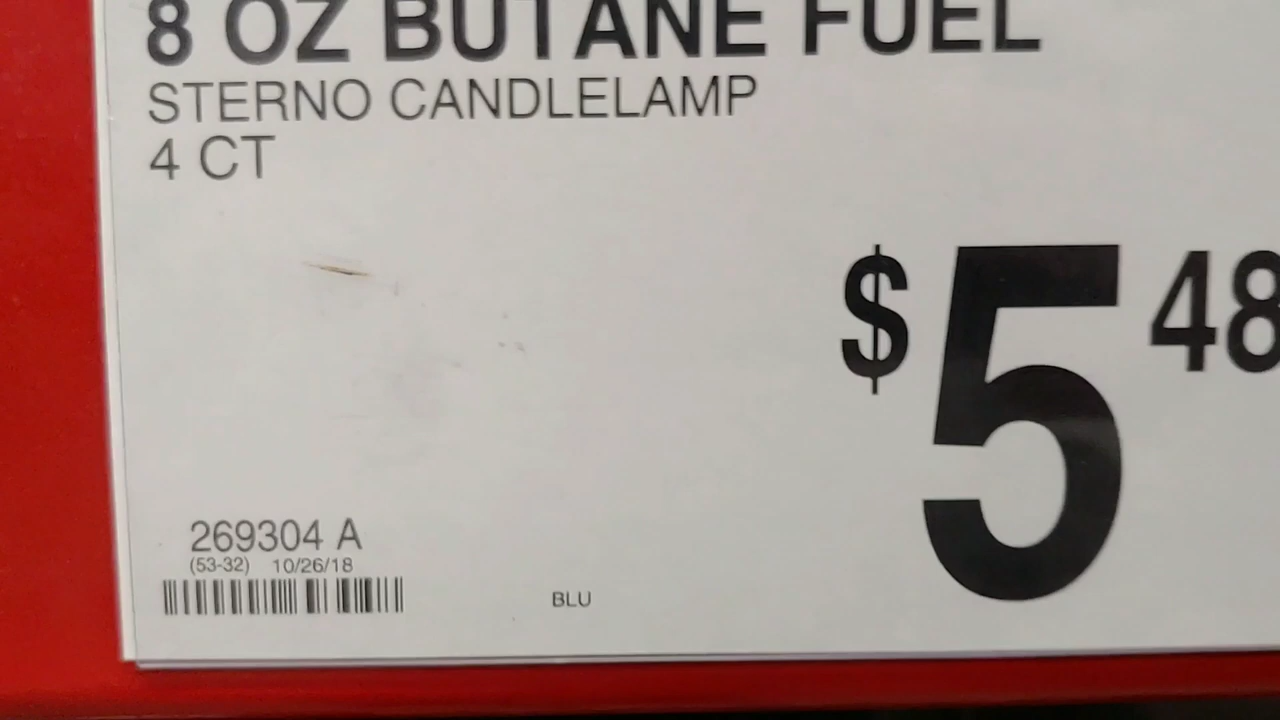 8 OZ BUTANE FUEL
STERNO CANDLELAMP
4 CT
$5 48
269304 A
(53-32) 10/26/18
BLU